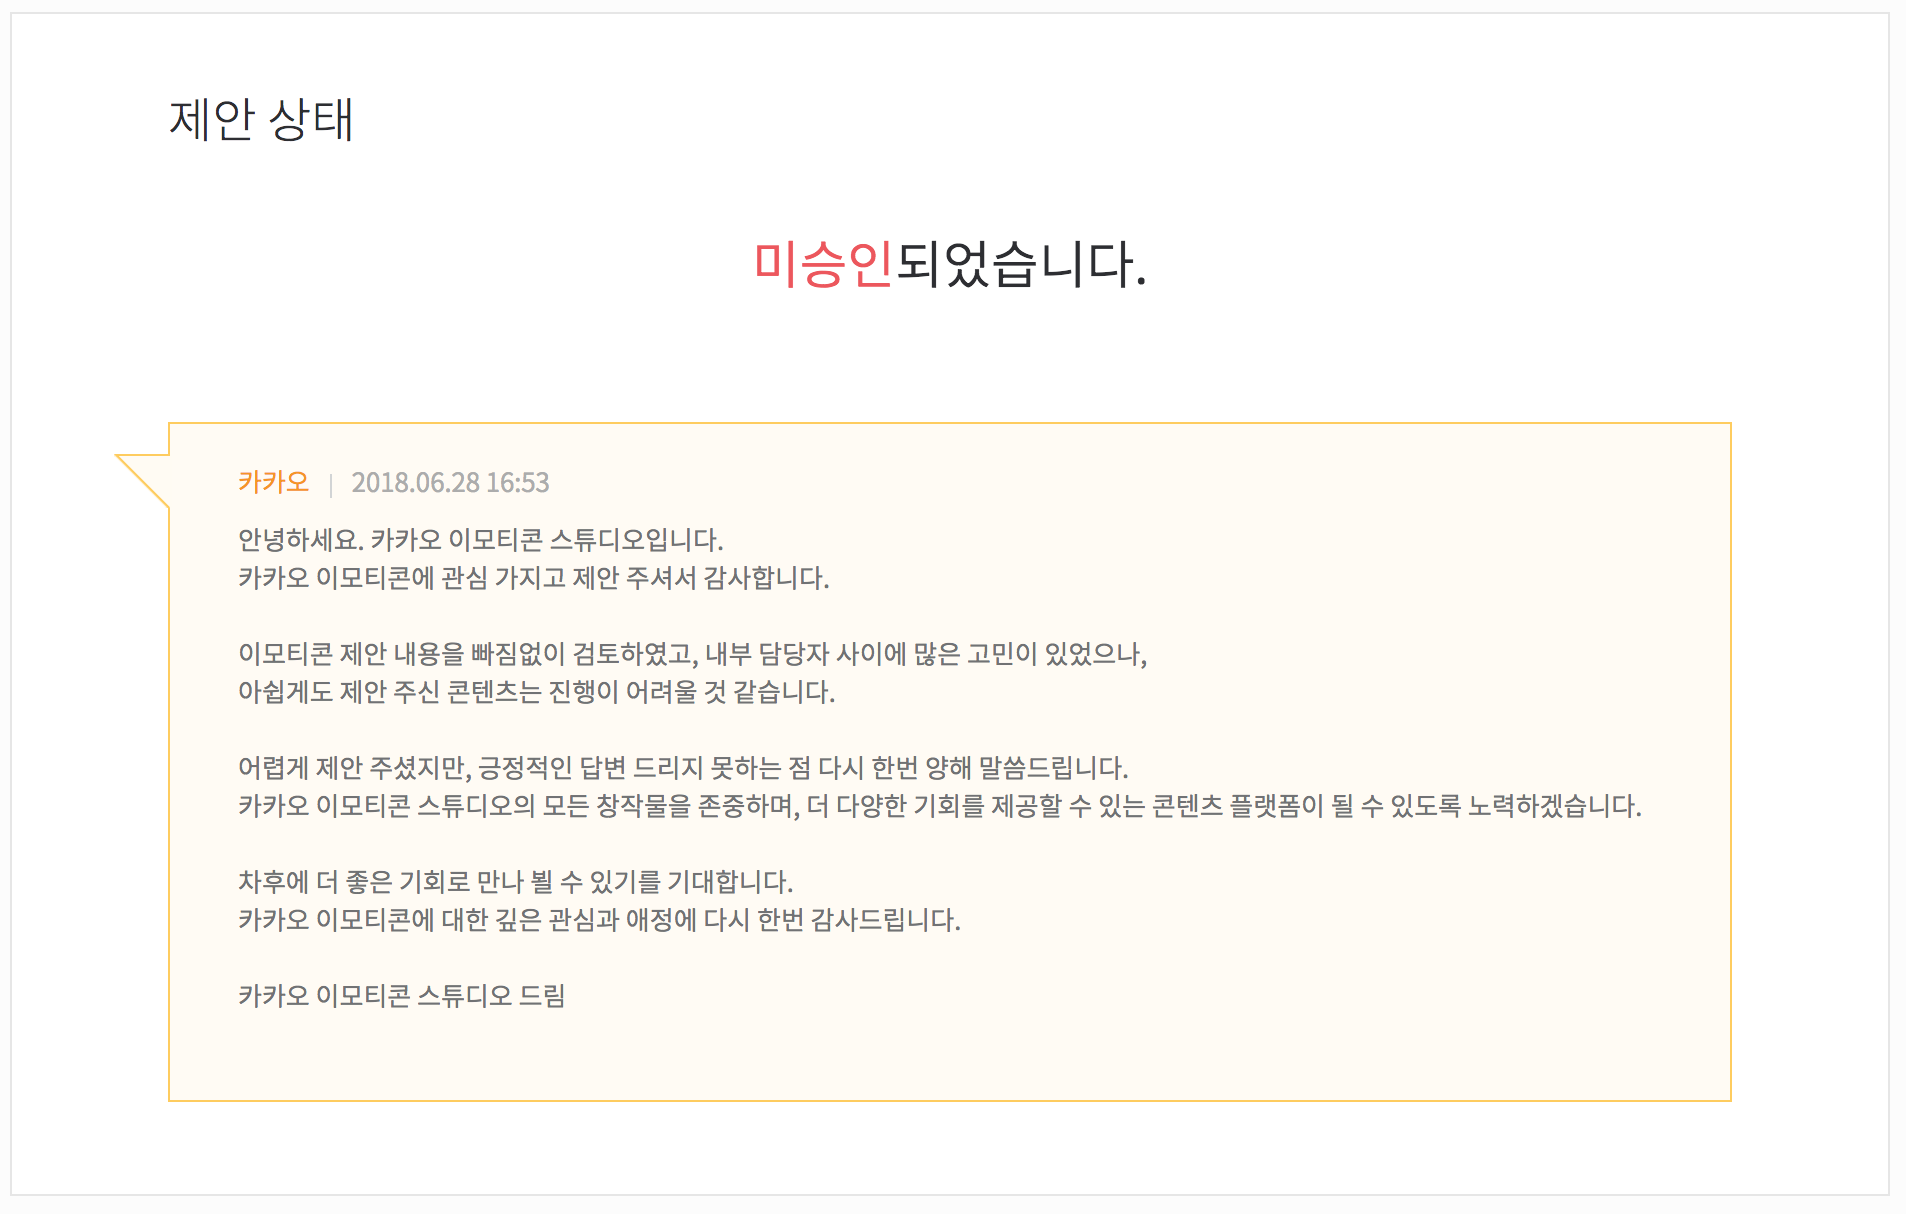 제안 상태
미승인되었습니다.
카카오 | 2018.06.28 16:53
안녕하세요. 카카오 이모티콘 스튜디오입니다.
카카오 이모티콘에 관심 가지고 제안 주셔서 감사합니다.
이모티콘 제안 내용을 빠짐없이 검토하였고, 내부 담당자 사이에 많은 고민이 있었으나,
아쉽게도 제안 주신 콘텐츠는 진행이 어려울 것 같습니다.
어렵게 제안 주셨지만, 긍정적인 답변 드리지 못하는 점 다시 한번 양해 말씀드립니다.
카카오 이모티콘 스튜디오의 모든 창작물을 존중하며, 더 다양한 기회를 제공할 수 있는 콘텐츠 플랫폼이 될 수 있도록 노력하겠습니다.
차후에 더 좋은 기회로 만나 뵐 수 있기를 기대합니다.
카카오 이모티콘에 대한 깊은 관심과 애정에 다시 한번 감사드립니다.
카카오 이모티콘 스튜디오 드림